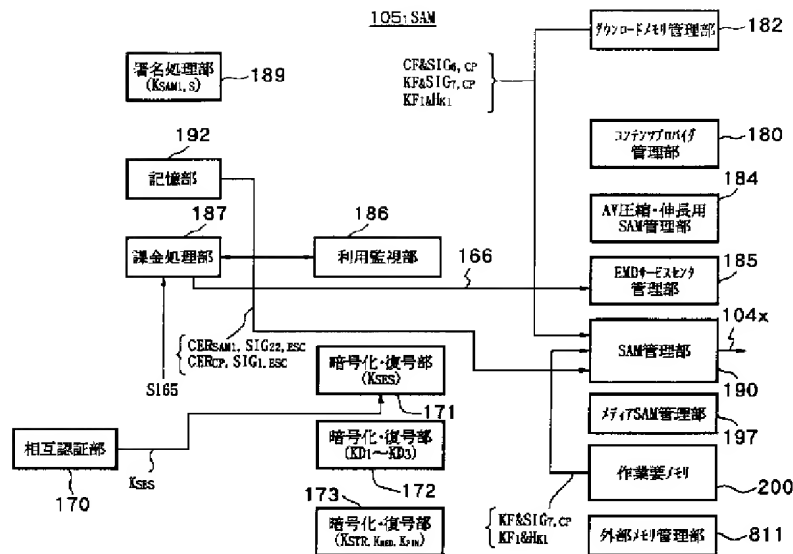 105:SAM
ダウンロードメモリ管理部
182
CF&SIG6,CP
KF&SIG7,CP
KF1&HK1
署名処理部
(KSAM1,S)
189
コンテンツプロバイダ
管理部
180
192
記憶部
184
AV圧縮・伸長用
SAM管理部
187
課金処理部
186
利用監視部
166
185
EMDサービスセンタ
管理部
104x
SAM管理部
190
CERSAM1,SIG22,ESC
CERCP,SIG1,ESC
S165
暗号化・復号部
(KSES)
171
メディアSAM管理部
197
相互認証部
170
KSES
暗号化・復号部
(KD1〜KD3)
172
作業要メモリ
200
173
暗号化・復号部
(KSTR,KMED,KPIN)
KF&SIG7,CP
KF1&HK1
外部メモリ管理部
811